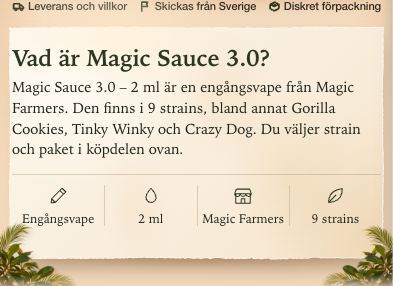 Leverans och villkor Skickas från Sverige Diskret förpackning
Vad är Magic Sauce 3.0?
Magic Sauce 3.0 – 2 ml är en engångsvape från Magic
Farmers. Den finns i 9 strains, bland annat Gorilla
Cookies, Tinky Winky och Crazy Dog. Du väljer strain
och paket i köpdelen ovan.
Engångsvape 2 ml Magic Farmers 9 strains